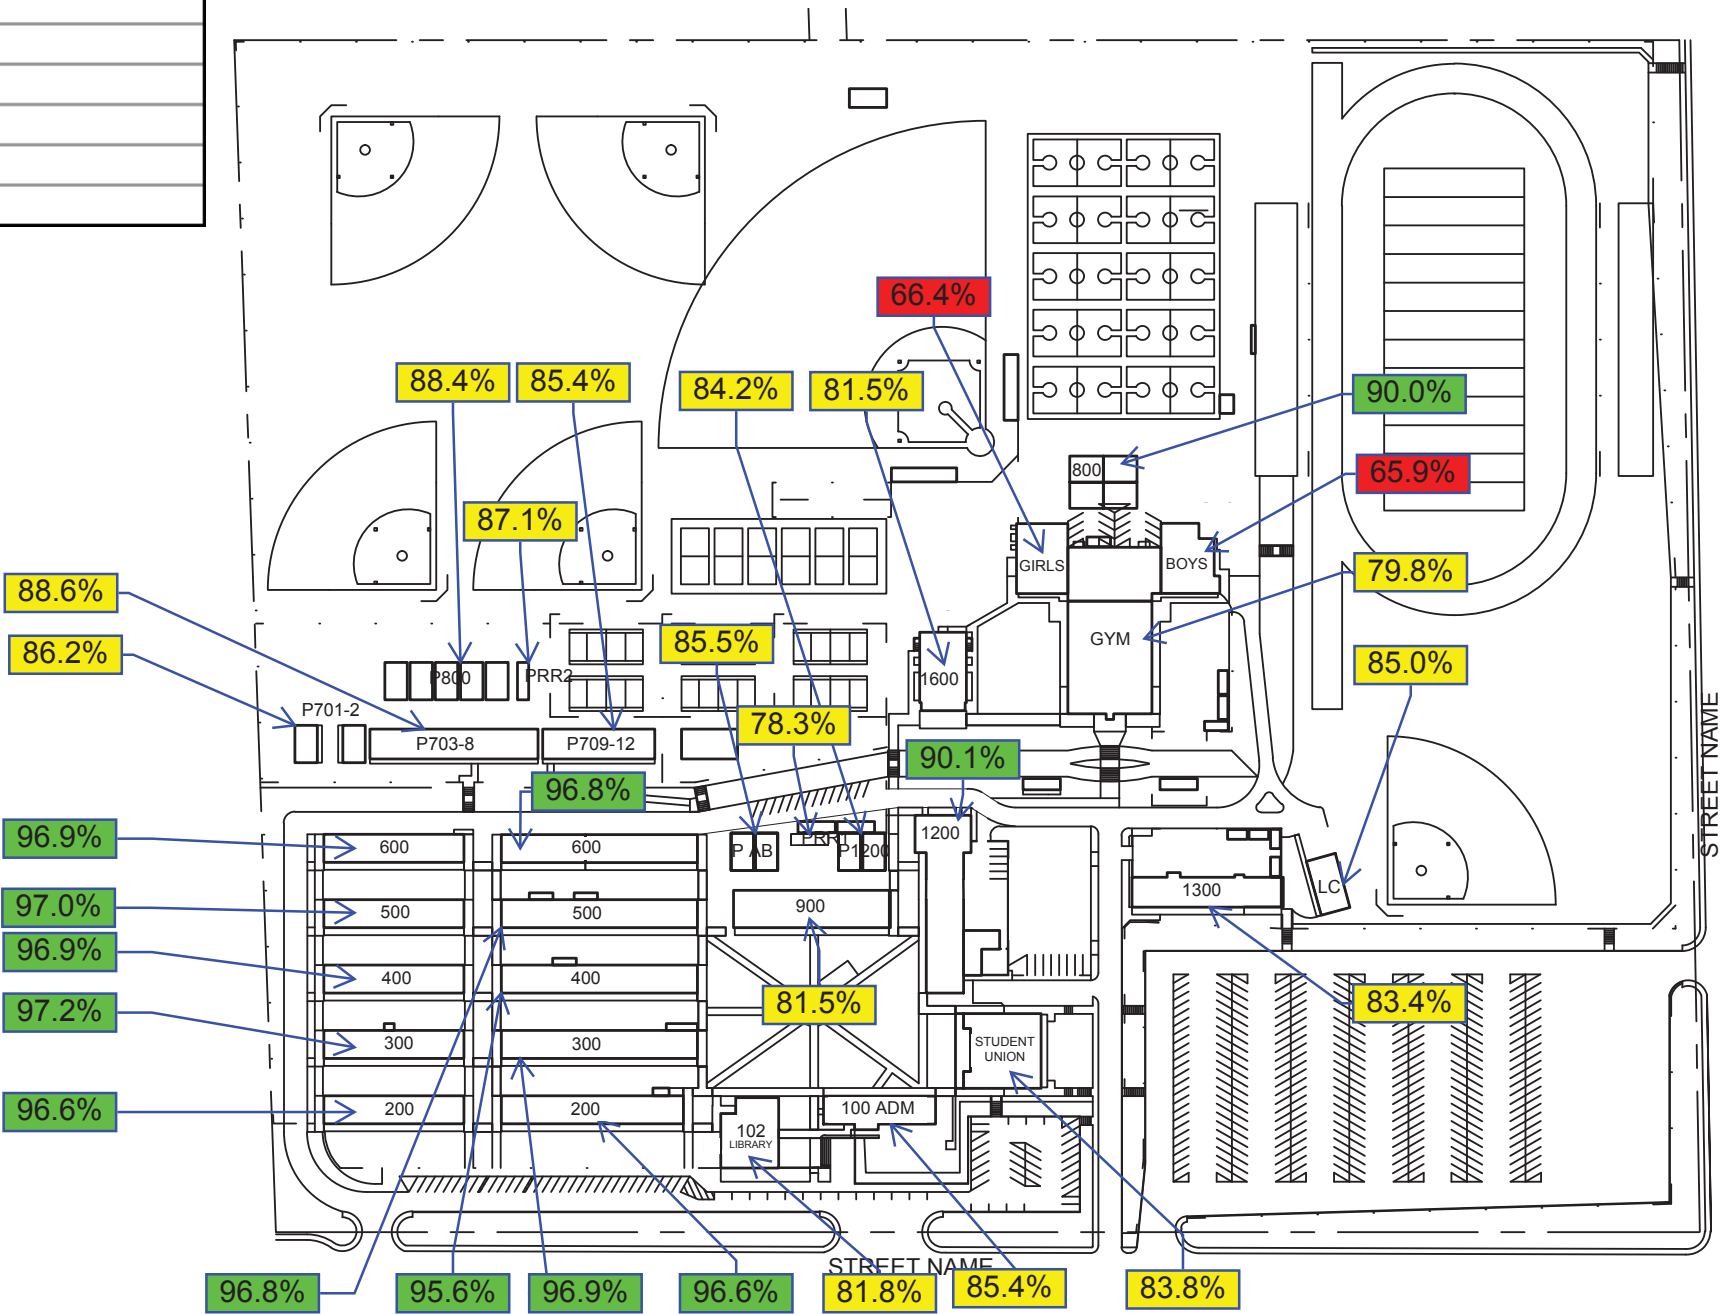 66.4%
88.4%
85.4%
84.2%
81.5%
90.0%
800
65.9%
87.1%
GIRLS
BOYS
79.8%
88.6%
GYM
86.2%
85.5%
85.0%
P800
PRR2
1600
P701-2
78.3%
STREET NAME
P703-8
P709-12
90.1%
96.8%
96.9%
600
600
P AB
PRR1
P1200
1200
1300
LC
97.0%
500
500
900
96.9%
400
400
81.5%
83.4%
97.2%
300
300
STUDENT
UNION
96.6%
200
200
100 ADM
102
LIBRARY
STREET NAME
96.8%
95.6%
96.9%
96.6%
81.8%
85.4%
83.8%